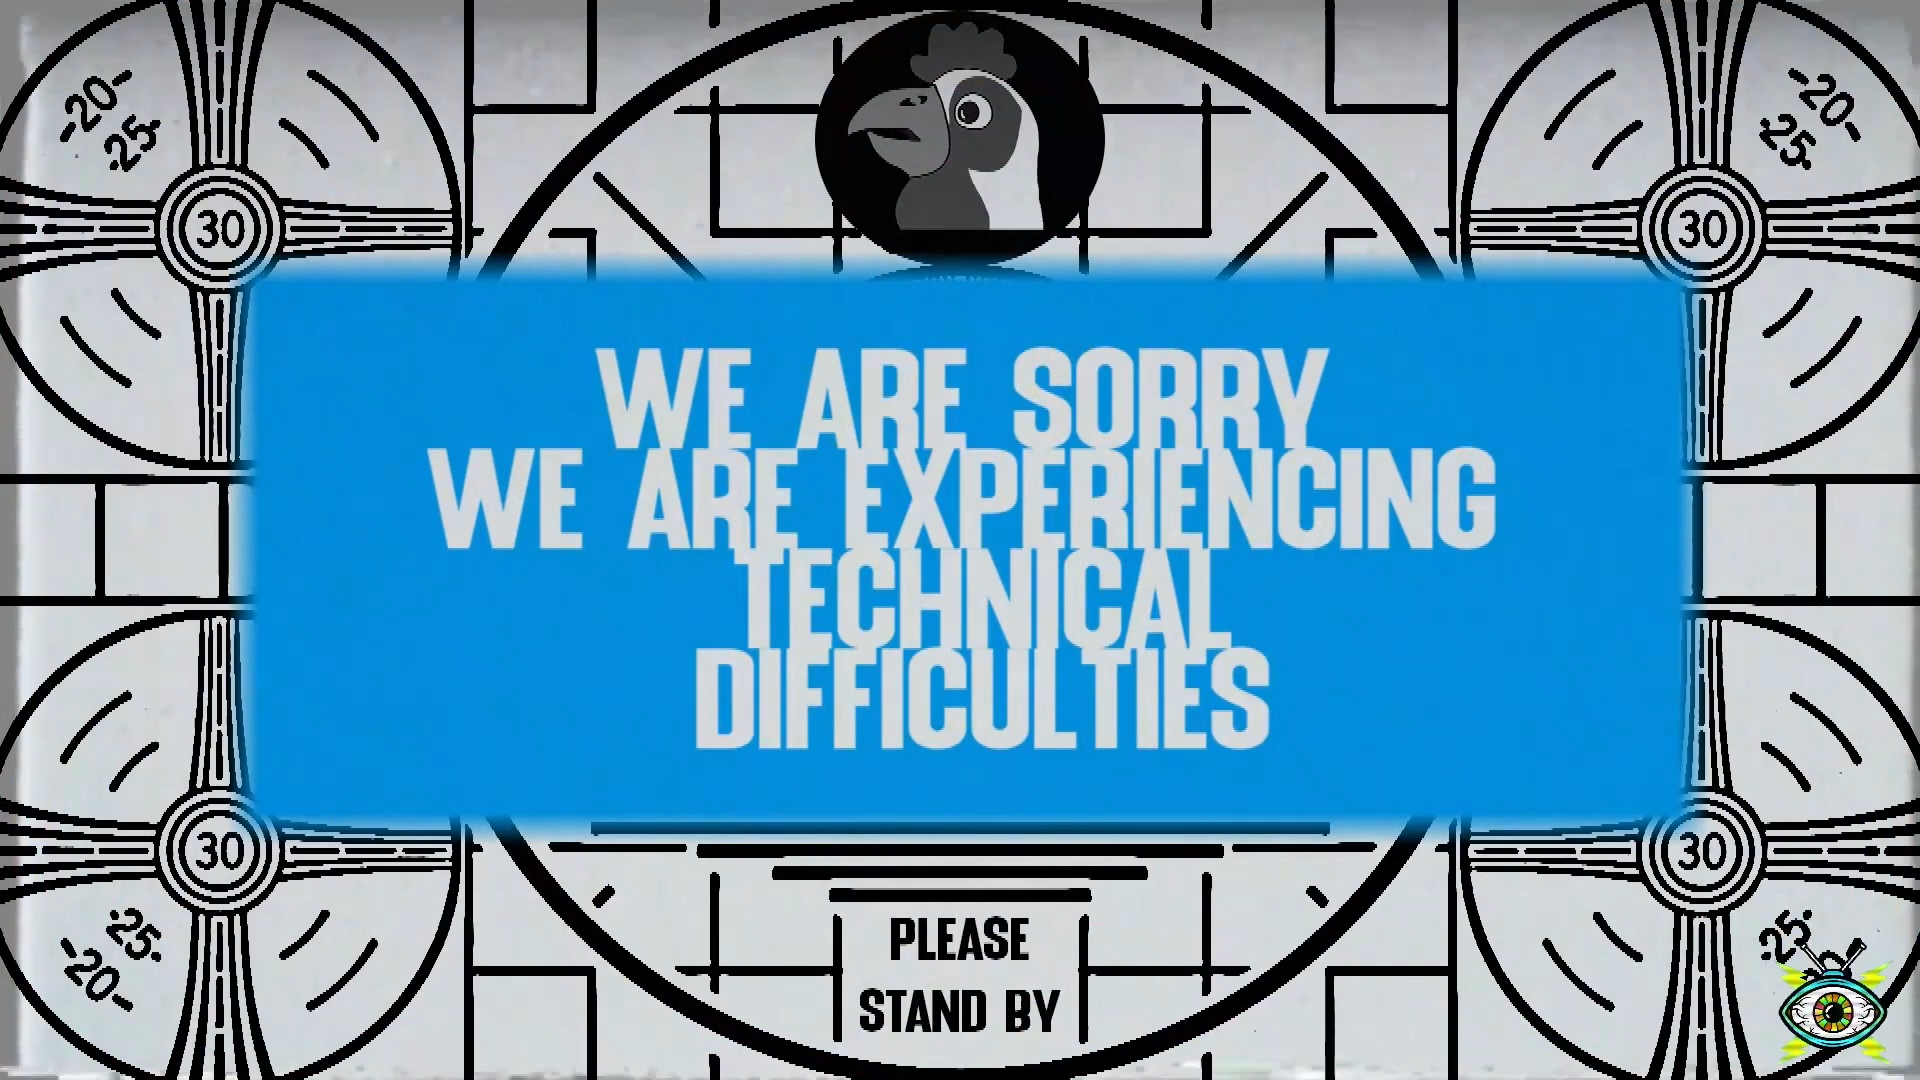 -20-
·25·
30
-20-
·25·
30
WE ARE SORRY
WE ARE EXPERIENCING
TECHNICAL
DIFFICULTIES
30
·25·
-20-
30
·25·
PLEASE
STAND BY